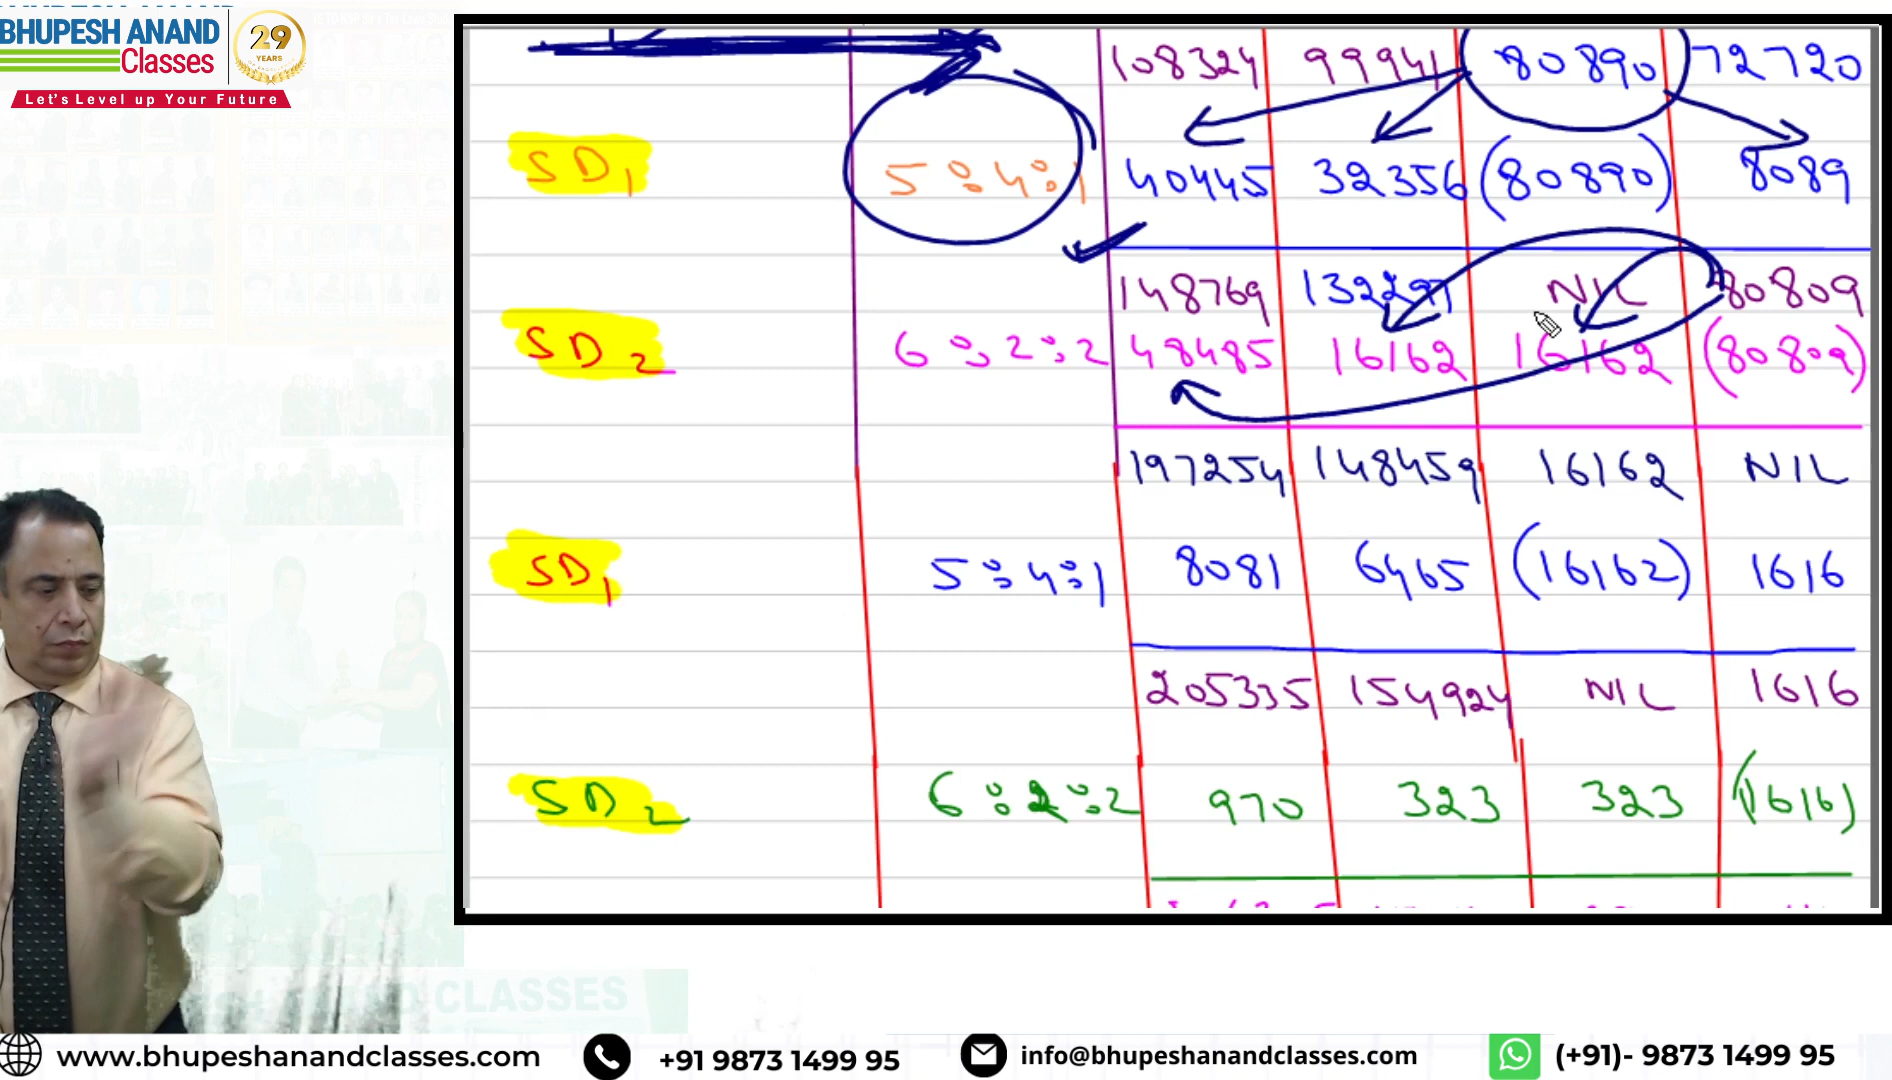 BHUPESH ANAND
Classes
29
YEARS
Let's Level up Your Future
108324 99941 80890 72720
SD1 5:4:1 40445 32356 (80890) 8089
148769 132297 NIL 80809
SD2 6:2:2 48485 16162 16162 (80809)
197254 148459 16162 NIL
SD1 5:4:1 8081 6465 (16162) 1616
205335 154924 NIL 1616
SD2 6:2:2 970 323 323 (1616)
CLASSES
www.bhupeshanandclasses.com
+91 9873 1499 95
info@bhupeshanandclasses.com
(+91)- 9873 1499 95